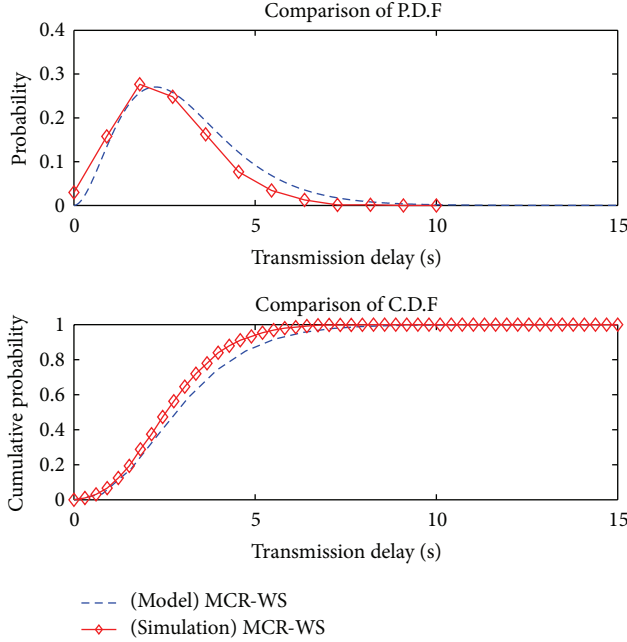 Comparison of P.D.F
0.4
0.3
0.2
0.1
0
Probability
0 5 10 15
Transmission delay (s)
Comparison of C.D.F
1
0.8
0.6
0.4
0.2
0
Cumulative probability
0 5 10 15
Transmission delay (s)
(Model) MCR-WS
(Simulation) MCR-WS